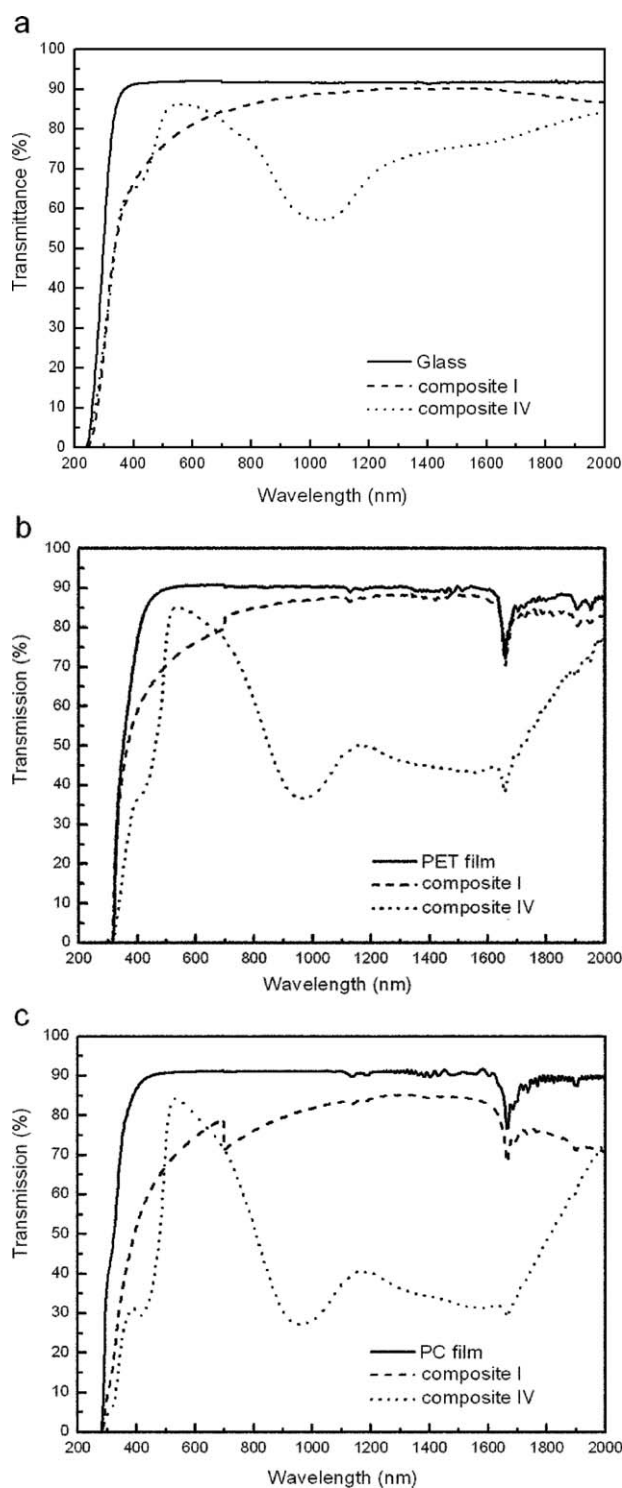 a
100
90
80
70
60
50
40
30
20
10
0
Transmittance (%)
Glass
composite I
composite IV
200 400 600 800 1000 1200 1400 1600 1800 2000
Wavelength (nm)
b
100
90
80
70
60
50
40
30
20
10
0
Transmission (%)
PET film
composite I
composite IV
200 400 600 800 1000 1200 1400 1600 1800 2000
Wavelength (nm)
c
100
90
80
70
60
50
40
30
20
10
0
Transmission (%)
PC film
composite I
composite IV
200 400 600 800 1000 1200 1400 1600 1800 2000
Wavelength (nm)